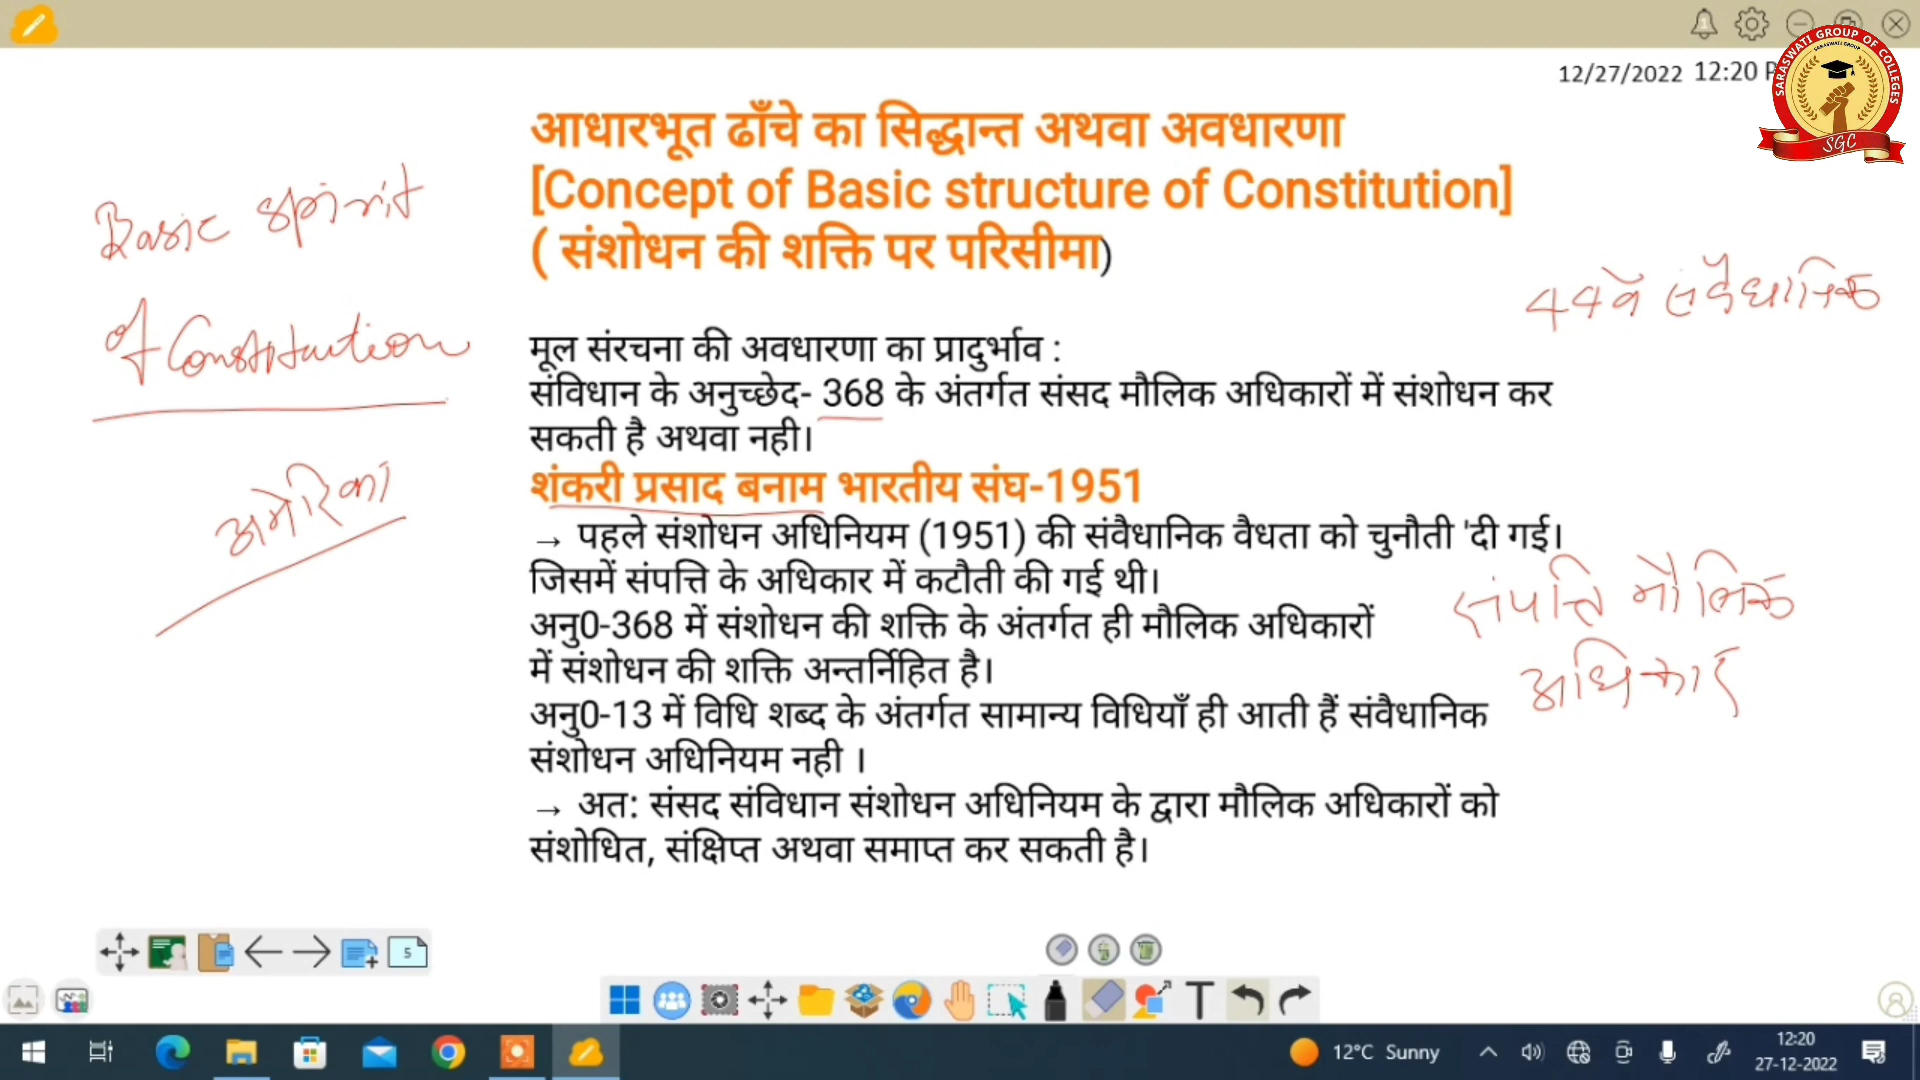 12/27/2022 12:20 P
SARASWATI GROUP OF COLLEGES
SARASWATI GROUP
SGC
आधारभूत ढाँचे का सिद्धान्त अथवा अवधारणा
[Concept of Basic structure of Constitution]
( संशोधन की शक्ति पर परिसीमा)
Basic spirit
of Constitution
अमेरिका
44वें संवैधानिक
मूल संरचना की अवधारणा का प्रादुर्भाव :
संविधान के अनुच्छेद- 368 के अंतर्गत संसद मौलिक अधिकारों में संशोधन कर
सकती है अथवा नही।
शंकरी प्रसाद बनाम भारतीय संघ-1951
→ पहले संशोधन अधिनियम (1951) की संवैधानिक वैधता को चुनौती 'दी गई।
जिसमें संपत्ति के अधिकार में कटौती की गई थी।
अनु0-368 में संशोधन की शक्ति के अंतर्गत ही मौलिक अधिकारों
में संशोधन की शक्ति अन्तर्निहित है।
अनु0-13 में विधि शब्द के अंतर्गत सामान्य विधियाँ ही आती हैं संवैधानिक
संशोधन अधिनियम नही ।
→ अत: संसद संविधान संशोधन अधिनियम के द्वारा मौलिक अधिकारों को
संशोधित, संक्षिप्त अथवा समाप्त कर सकती है।
संपत्ति मौलिक
अधिकार
5
T
12°C Sunny
12:20
27-12-2022